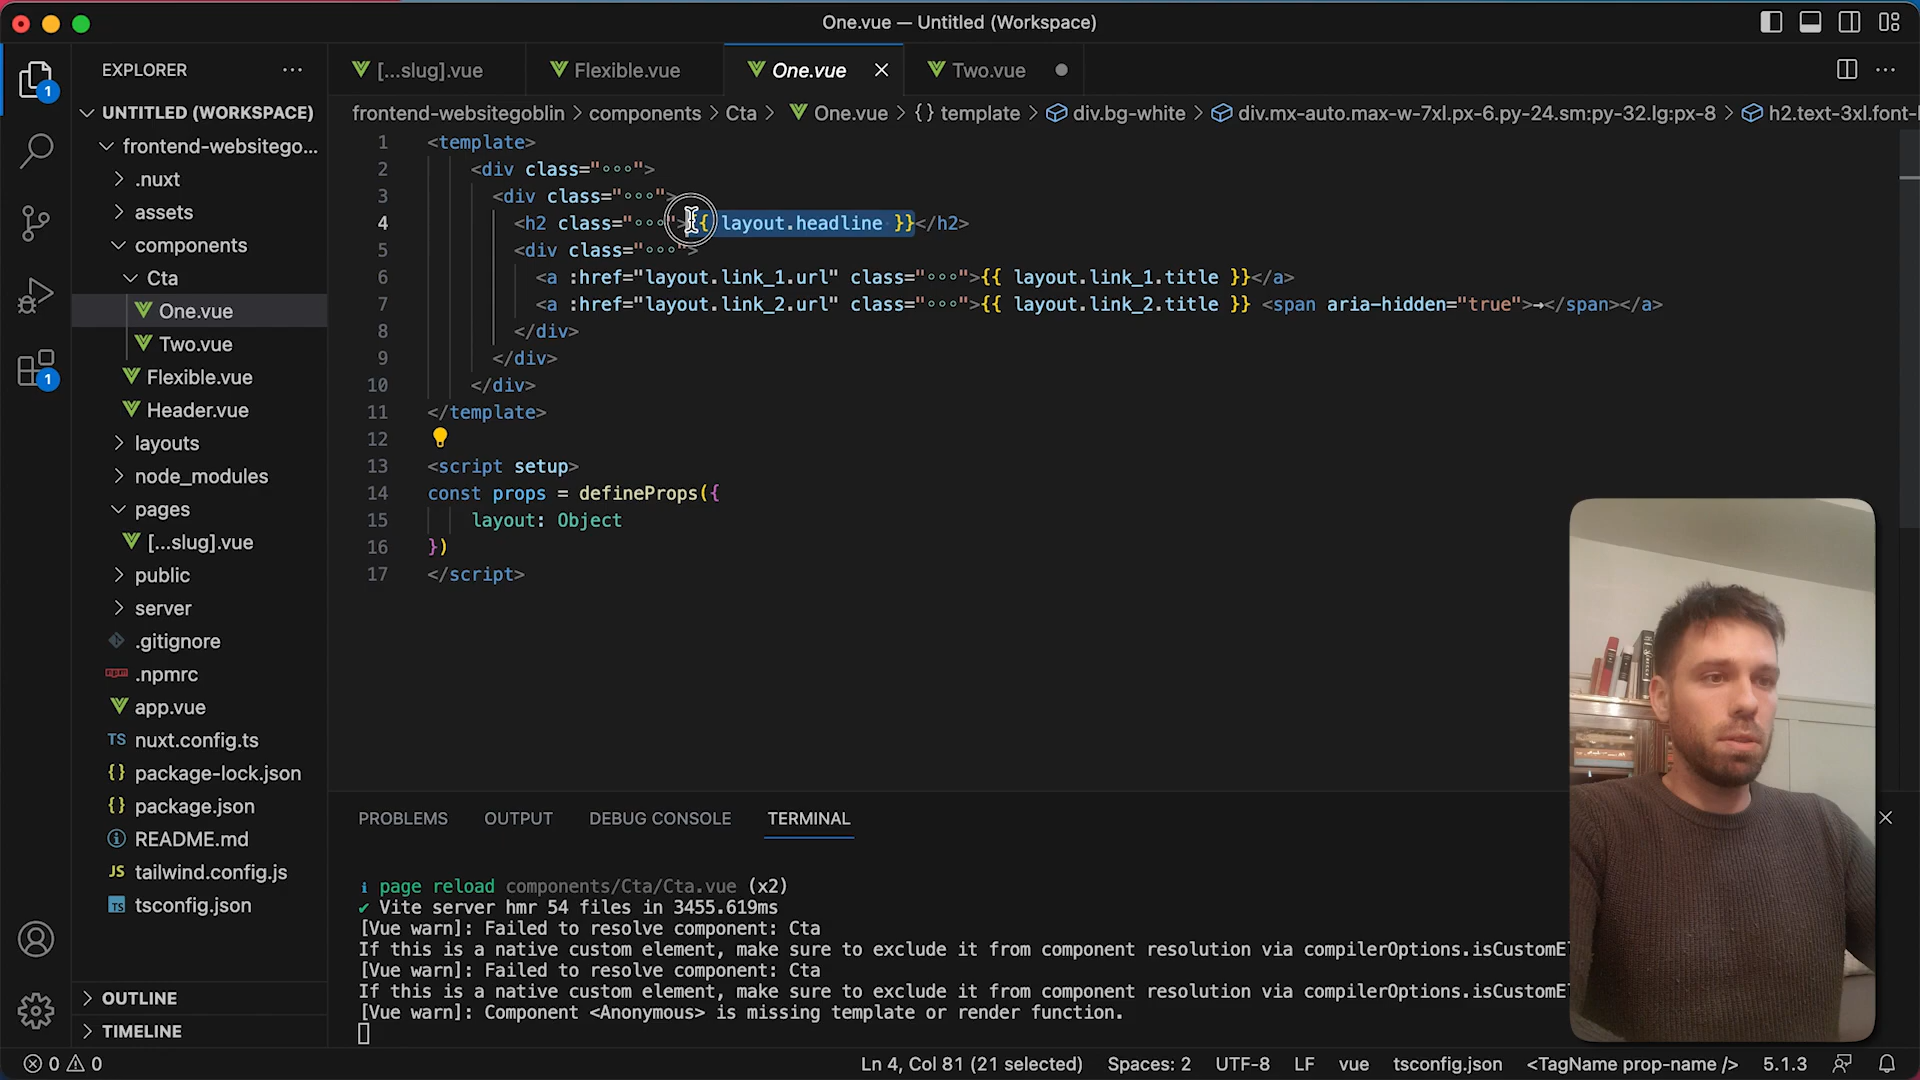 One.vue — Untitled (Workspace)
EXPLORER
[...slug].vue
Flexible.vue
One.vue
Two.vue
UNTITLED (WORKSPACE)
frontend-websitego...
.nuxt
assets
components
Cta
One.vue
Two.vue
Flexible.vue
Header.vue
layouts
node_modules
pages
[...slug].vue
public
server
.gitignore
.npmrc
app.vue
TS nuxt.config.ts
{} package-lock.json
{} package.json
README.md
JS tailwind.config.js
TS tsconfig.json
OUTLINE
TIMELINE
1
1
frontend-websitegoblin > components > Cta > One.vue > {} template > div.bg-white > div.mx-auto.max-w-7xl.px-6.py-24.sm:py-32.lg:px-8 > h2.text-3xl.font-
1 <template>
2 <div class="•••">
3 <div class="•••">
4 <h2 class="•••">{{ layout.headline }}</h2>
5 <div class="•••">
6 <a :href="layout.link_1.url" class="•••">{{ layout.link_1.title }}</a>
7 <a :href="layout.link_2.url" class="•••">{{ layout.link_2.title }} <span aria-hidden="true">→</span></a>
8 </div>
9 </div>
10 </div>
11 </template>
12
13 <script setup>
14 const props = defineProps({
15 layout: Object
16 })
17 </script>
PROBLEMS OUTPUT DEBUG CONSOLE TERMINAL
i page reload components/Cta/Cta.vue (x2)
✔ Vite server hmr 54 files in 3455.619ms
[Vue warn]: Failed to resolve component: Cta
If this is a native custom element, make sure to exclude it from component resolution via compilerOptions.isCustomEl
[Vue warn]: Failed to resolve component: Cta
If this is a native custom element, make sure to exclude it from component resolution via compilerOptions.isCustomEl
[Vue warn]: Component <Anonymous> is missing template or render function.
0 0
Ln 4, Col 81 (21 selected) Spaces: 2 UTF-8 LF vue tsconfig.json <TagName prop-name /> 5.1.3